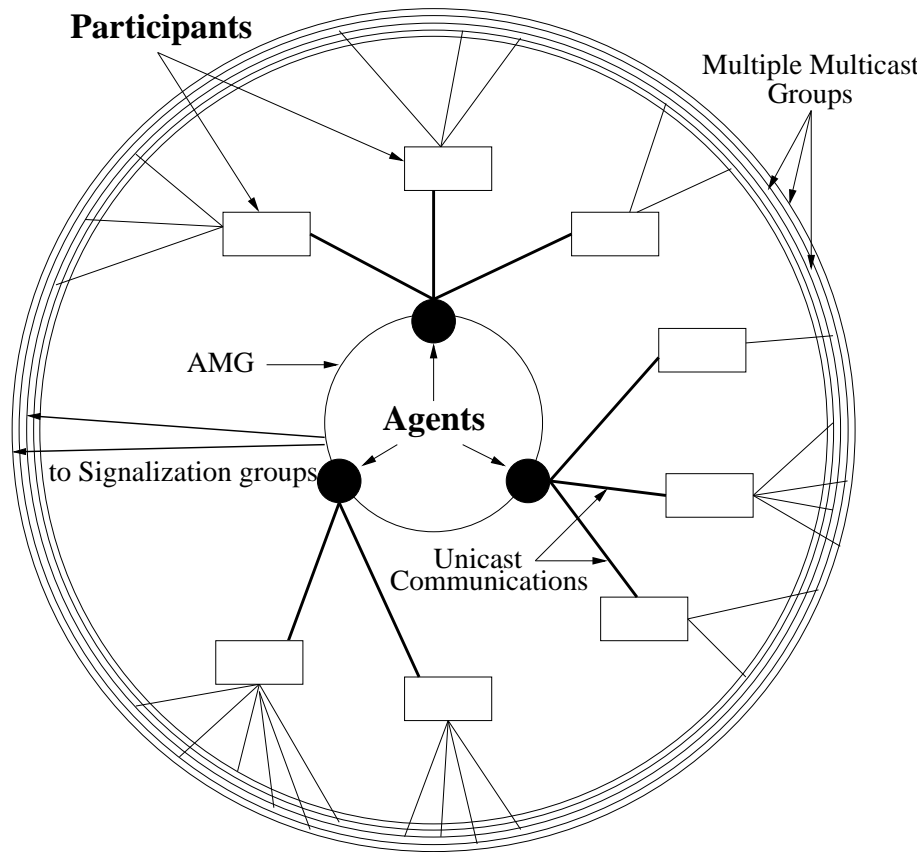 Participants
Multiple Multicast
Groups
AMG
Agents
to Signalization groups
Unicast
Communications